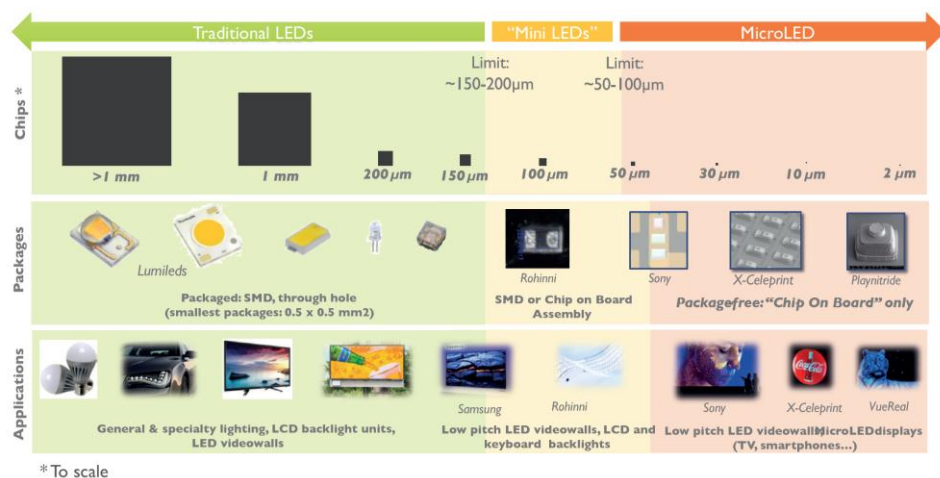 Traditional LEDs
“Mini LEDs”
MicroLED
Limit:
~150-200µm
Limit:
~50-100µm
Chips *
>1 mm
1 mm
200 µm
150 µm
100 µm
50 µm
30 µm
10 µm
2 µm
Packages
Lumileds
Rohinni
Sony
X-Celeprint
Playnitride
Packaged: SMD, through hole
(smallest packages: 0.5 x 0.5 mm2)
SMD or Chip on Board
Assembly
Packagefree: “Chip On Board” only
Applications
Coca-Cola
Samsung
Rohinni
Sony
X-Celeprint
VueReal
General & specialty lighting, LCD backlight units,
LED videowalls
Low pitch LED videowalls, LCD and
keyboard backlights
Low pitch LED videowalls
MicroLEDdisplays
(TV, smartphones...)
* To scale